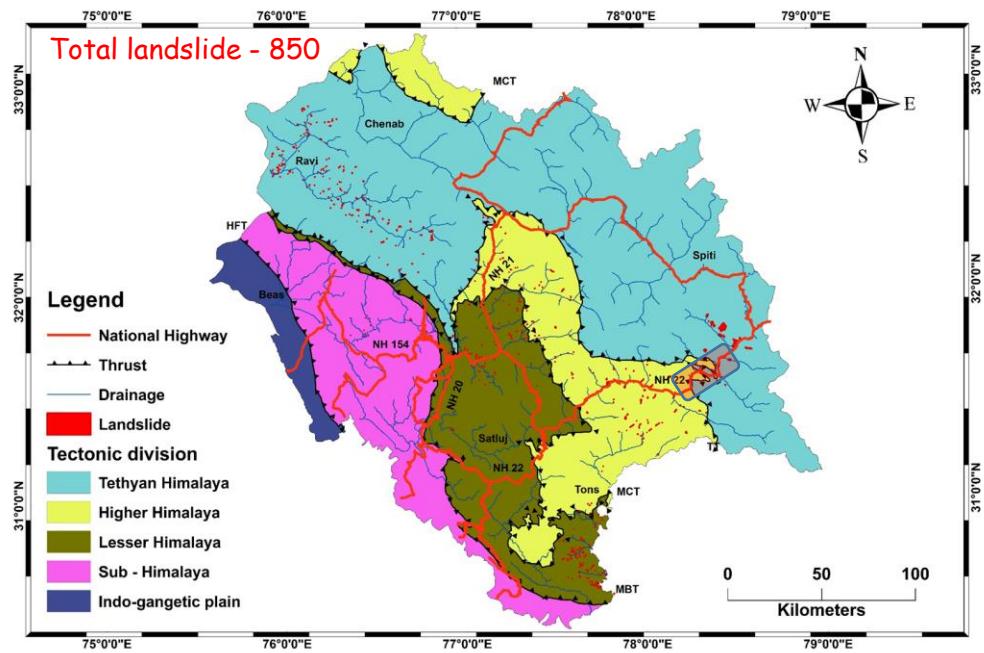 75°0'0"E 76°0'0"E 77°0'0"E 78°0'0"E 79°0'0"E
Total landslide - 850
33°0'0"N
32°0'0"N
31°0'0"N
33°0'0"N
32°0'0"N
31°0'0"N
N
W E
S
MCT
Chenab
Ravi
HFT
Spiti
NH 21
Beas
NH 154
NH 20
NH 22
Satluj
NH 22
Tons
MCT
MBT
Legend
National Highway
Thrust
Drainage
Landslide
Tectonic division
Tethyan Himalaya
Higher Himalaya
Lesser Himalaya
Sub - Himalaya
Indo-gangetic plain
0 50 100
Kilometers
75°0'0"E 76°0'0"E 77°0'0"E 78°0'0"E 79°0'0"E